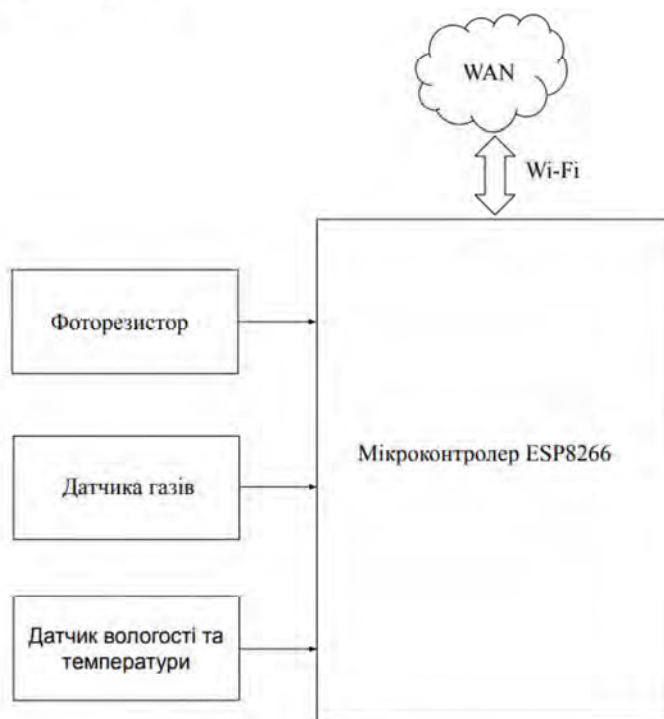 WAN
Wi-Fi
Фоторезистор
Мікроконтролер ESP8266
Датчика газів
Датчик вологості та
температури